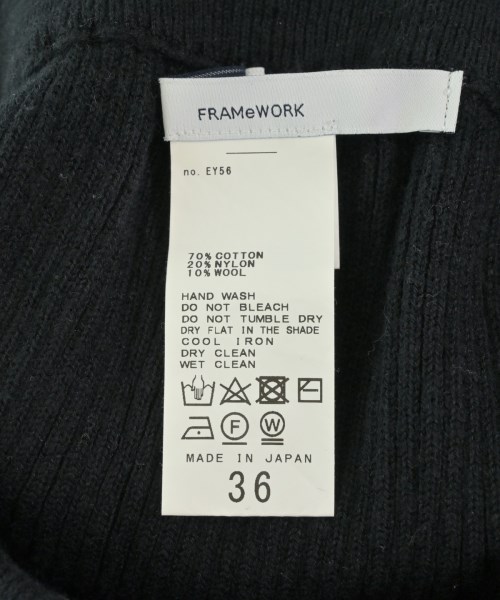 FRAMeWORK
no. EY56
70% COTTON
20% NYLON
10% WOOL
HAND WASH
DO NOT BLEACH
DO NOT TUMBLE DRY
DRY FLAT IN THE SHADE
COOL IRON
DRY CLEAN
WET CLEAN
F W
MADE IN JAPAN
36